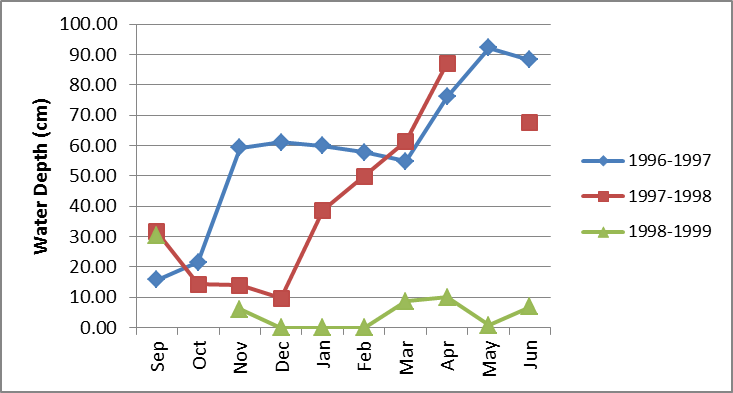 100.00
90.00
80.00
70.00
60.00
50.00
40.00
30.00
20.00
10.00
0.00
Water Depth (cm)
Sep
Oct
Nov
Dec
Jan
Feb
Mar
Apr
May
Jun
1996-1997
1997-1998
1998-1999